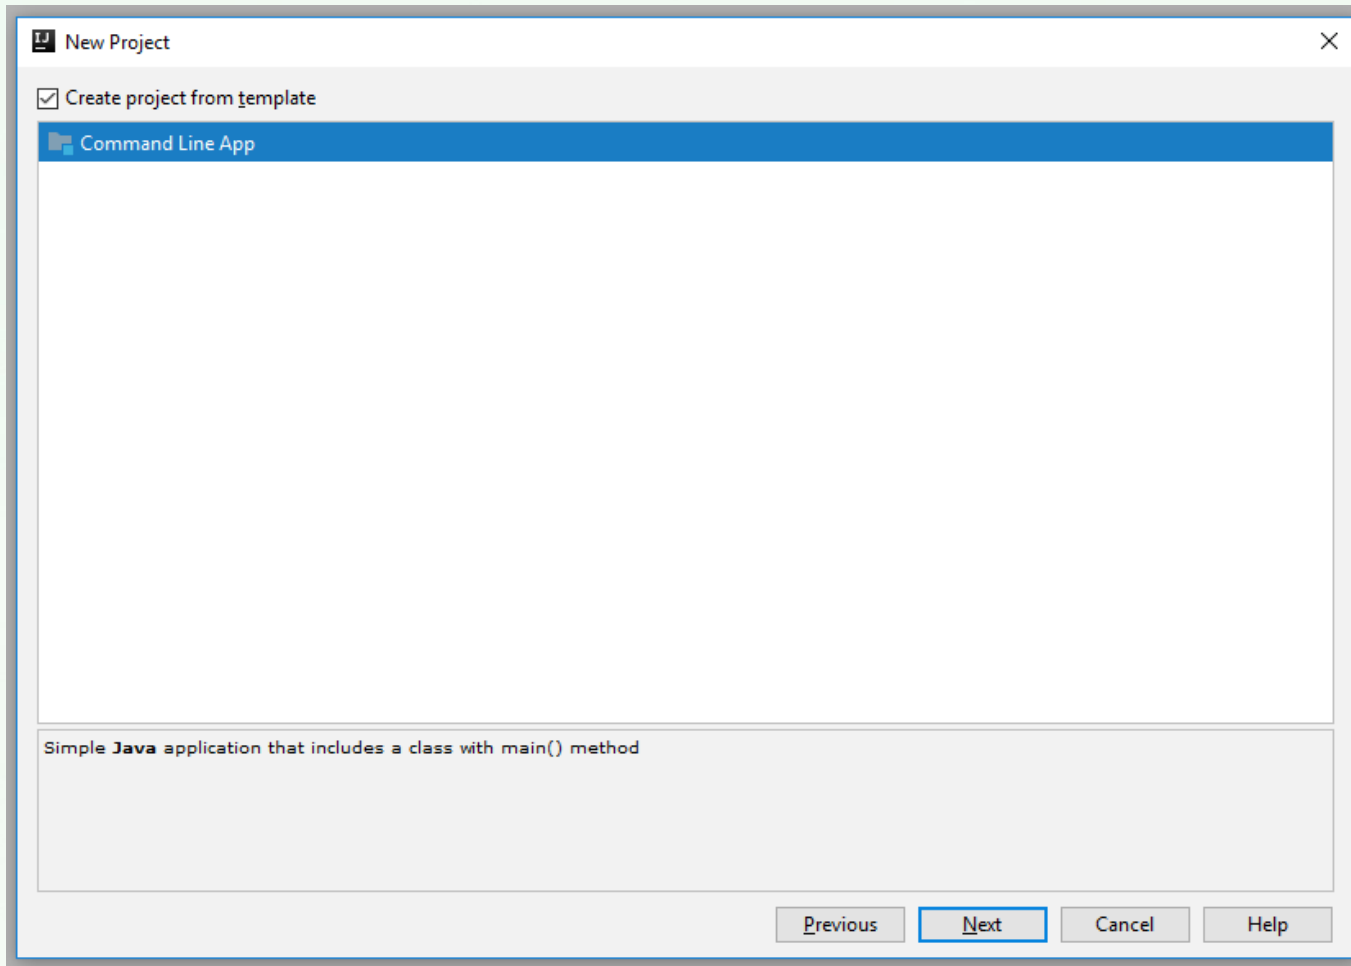 IJ
New Project
Create project from template
Command Line App
Simple Java application that includes a class with main() method
Previous Next Cancel Help